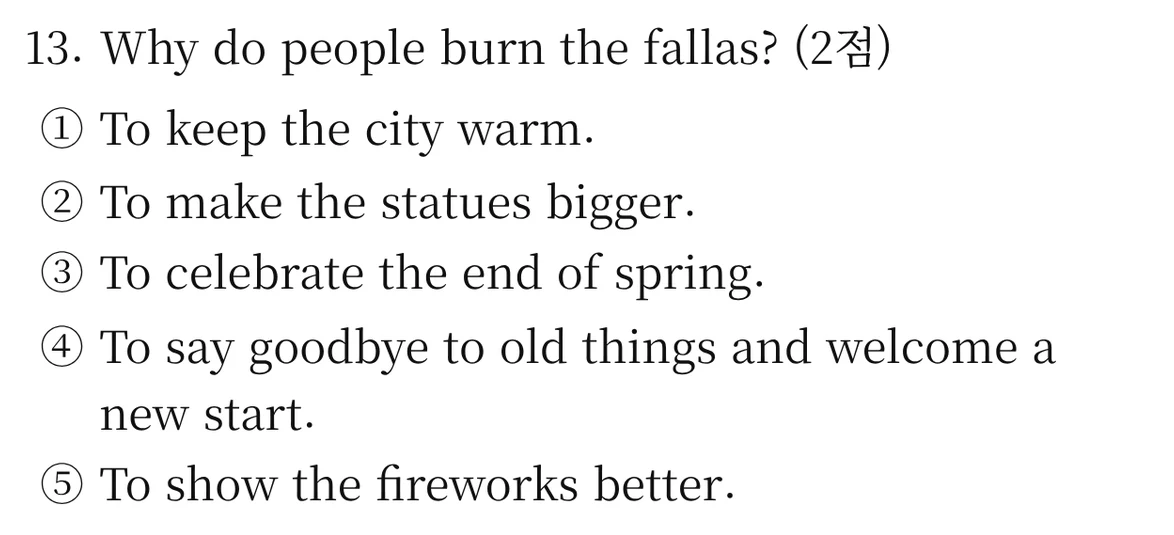 13. Why do people burn the fallas? (2점)
① To keep the city warm.
② To make the statues bigger.
③ To celebrate the end of spring.
④ To say goodbye to old things and welcome a
new start.
⑤ To show the fireworks better.